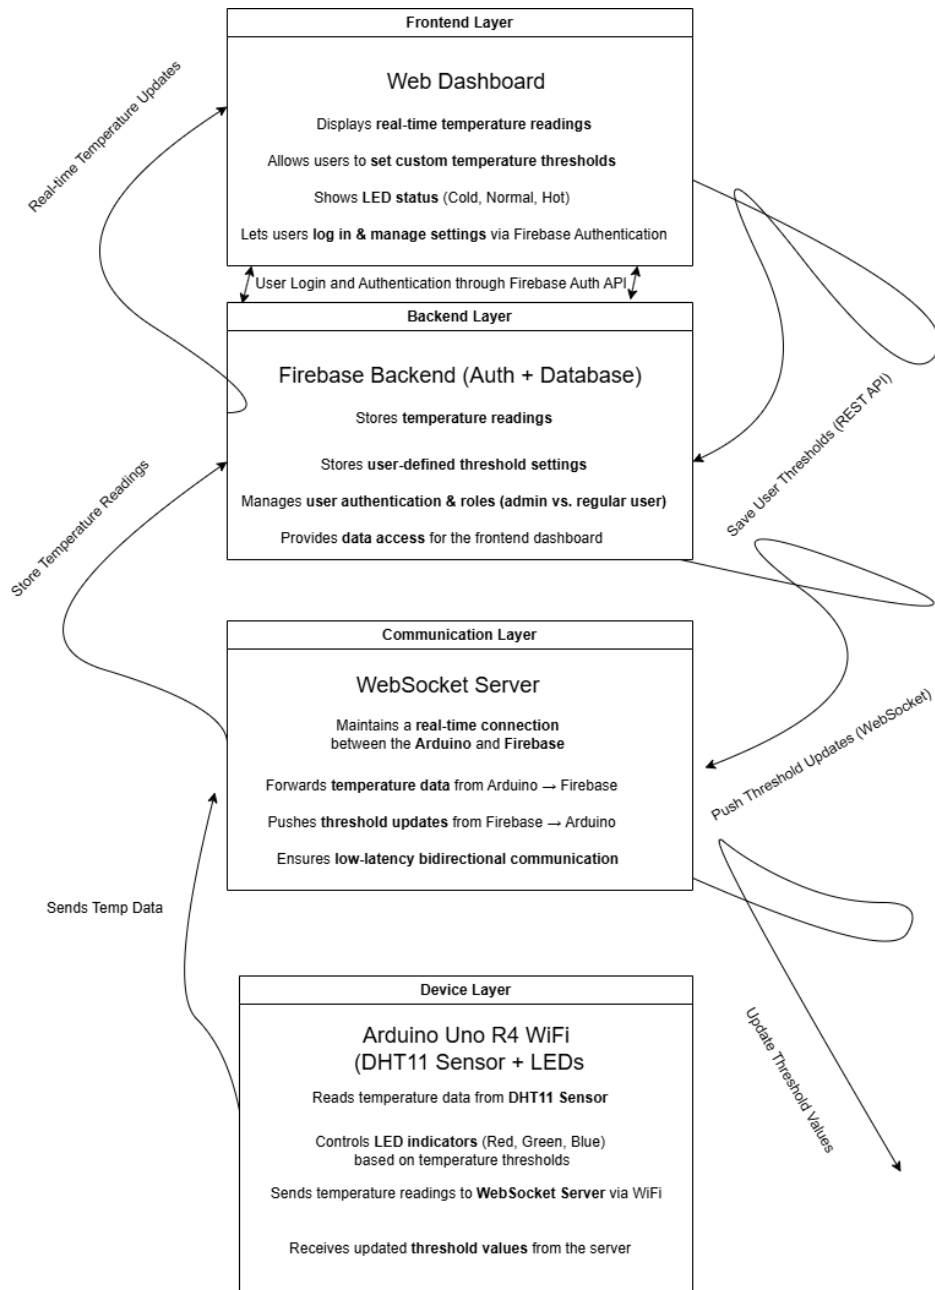 Frontend Layer
Web Dashboard
Displays real-time temperature readings
Allows users to set custom temperature thresholds
Shows LED status (Cold, Normal, Hot)
Lets users log in & manage settings via Firebase Authentication
Real-time Temperature Updates
User Login and Authentication through Firebase Auth API
Backend Layer
Firebase Backend (Auth + Database)
Stores temperature readings
Stores user-defined threshold settings
Manages user authentication & roles (admin vs. regular user)
Provides data access for the frontend dashboard
Save User Thresholds (REST API)
Store Temperature Readings
Communication Layer
WebSocket Server
Maintains a real-time connection
between the Arduino and Firebase
Forwards temperature data from Arduino → Firebase
Pushes threshold updates from Firebase → Arduino
Ensures low-latency bidirectional communication
Push Threshold Updates (WebSocket)
Sends Temp Data
Device Layer
Arduino Uno R4 WiFi
(DHT11 Sensor + LEDs
Reads temperature data from DHT11 Sensor
Controls LED indicators (Red, Green, Blue)
based on temperature thresholds
Sends temperature readings to WebSocket Server via WiFi
Receives updated threshold values from the server
Update Threshold Values